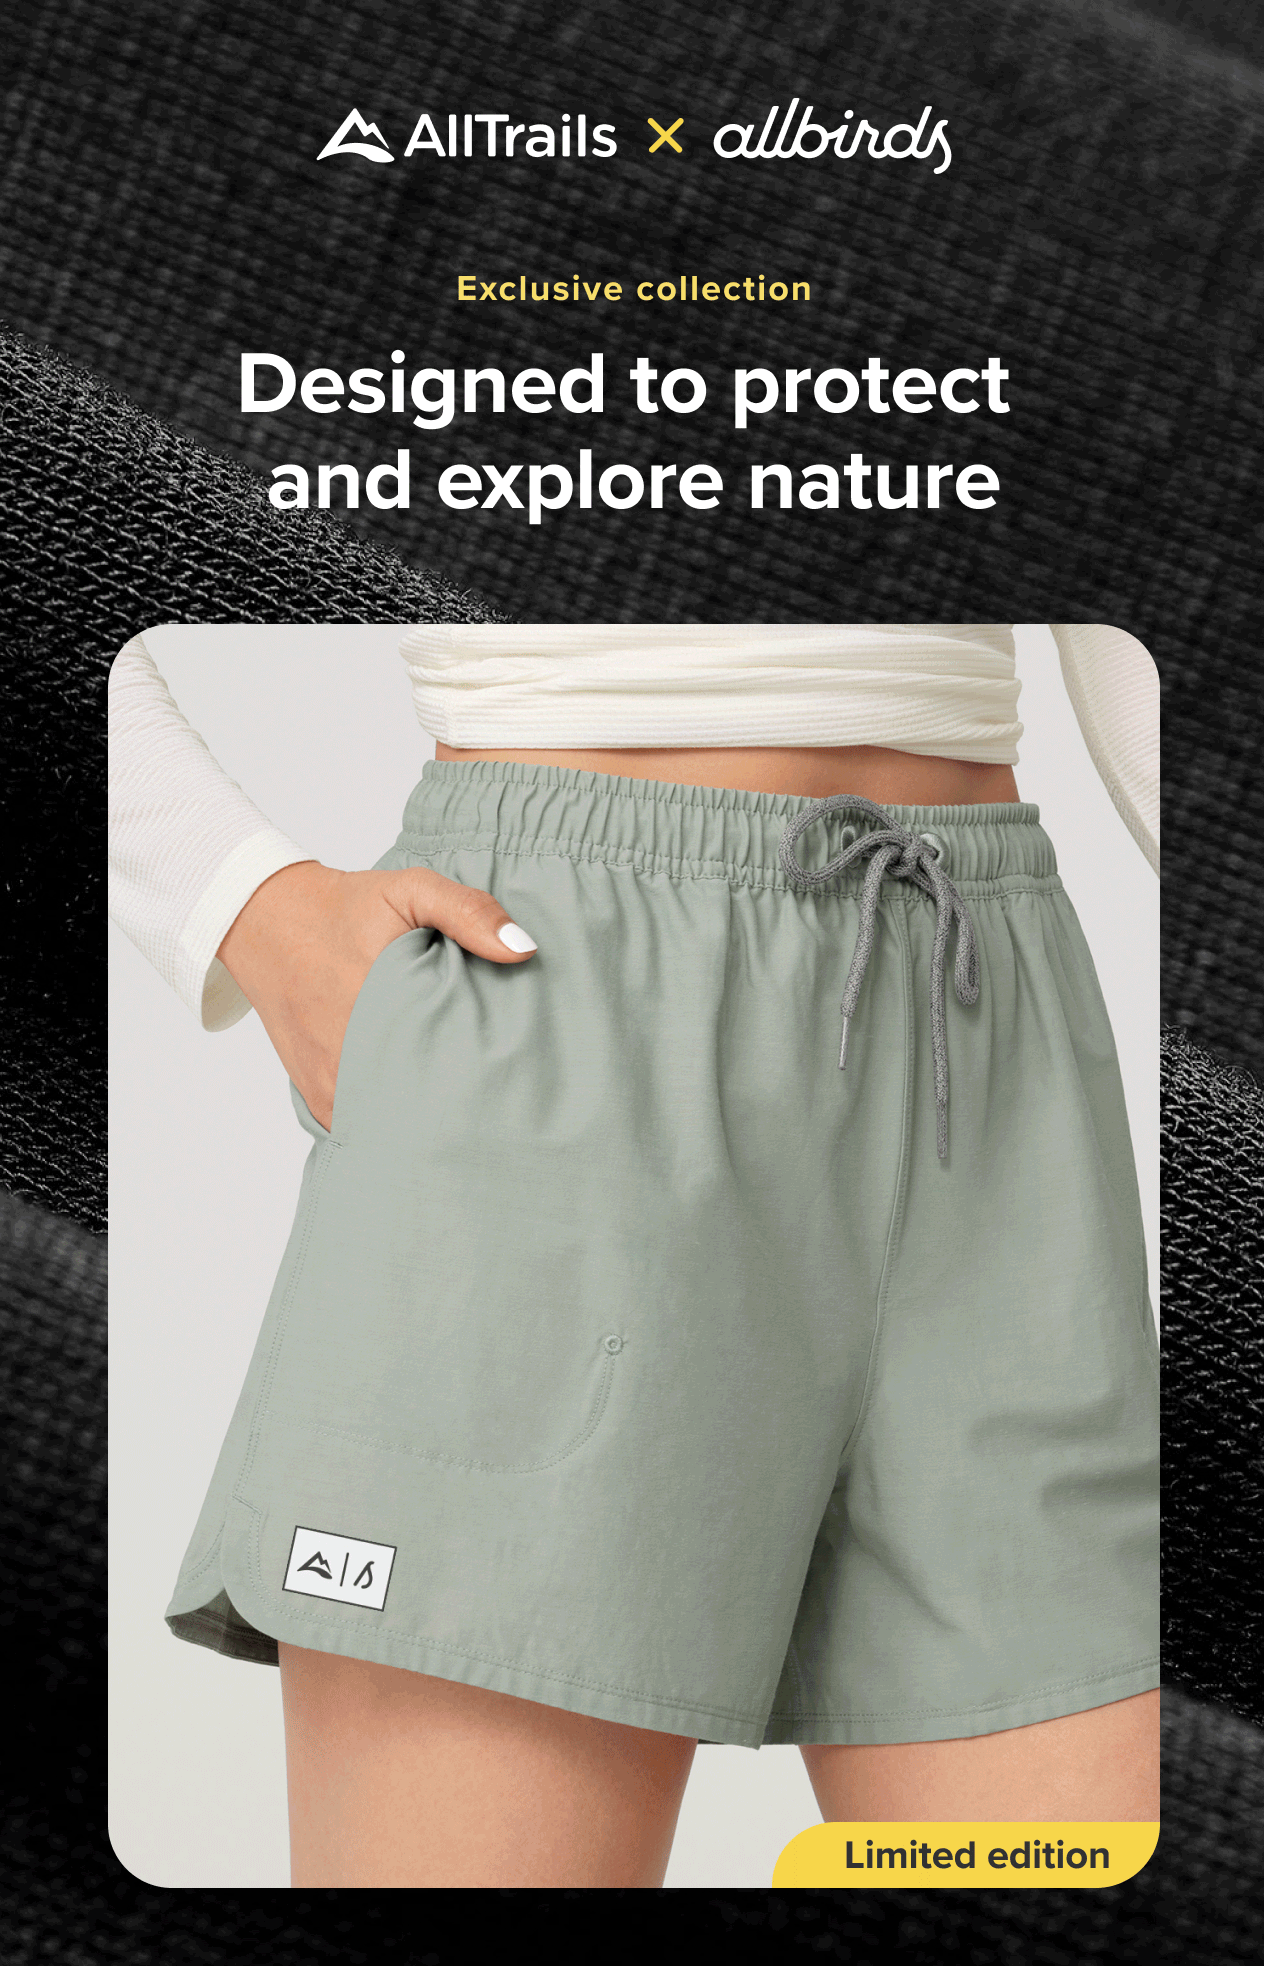 AllTrails × allbirds
Exclusive collection
Designed to protect
and explore nature
Limited edition